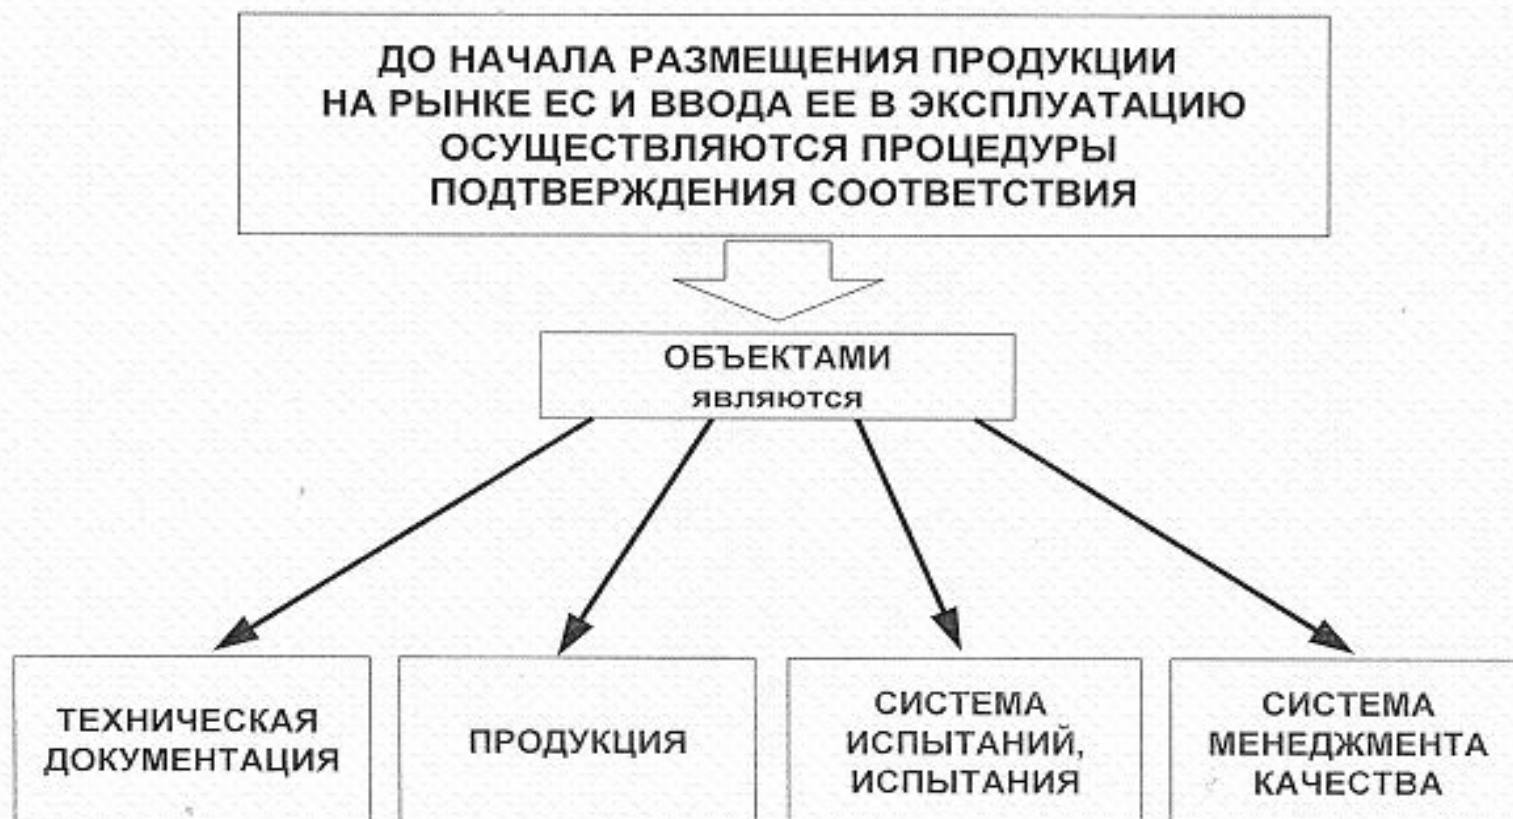 ДО НАЧАЛА РАЗМЕЩЕНИЯ ПРОДУКЦИИ
НА РЫНКЕ ЕС И ВВОДА ЕЕ В ЭКСПЛУАТАЦИЮ
ОСУЩЕСТВЛЯЮТСЯ ПРОЦЕДУРЫ
ПОДТВЕРЖДЕНИЯ СООТВЕТСТВИЯ
ОБЪЕКТАМИ
являются
ТЕХНИЧЕСКАЯ
ДОКУМЕНТАЦИЯ
ПРОДУКЦИЯ
СИСТЕМА
ИСПЫТАНИЙ,
ИСПЫТАНИЯ
СИСТЕМА
МЕНЕДЖМЕНТА
КАЧЕСТВА